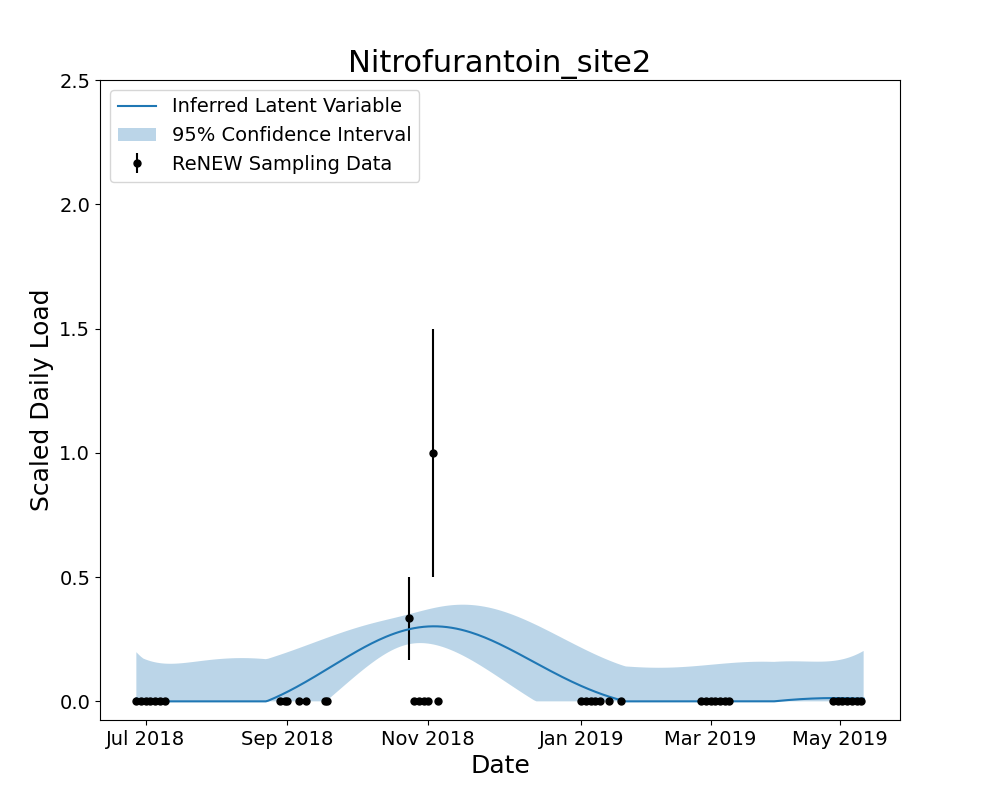 Nitrofurantoin_site2
2.5
Inferred Latent Variable
95% Confidence Interval
ReNEW Sampling Data
2.0
1.5
1.0
0.5
0.0
Scaled Daily Load
Jul 2018 Sep 2018 Nov 2018 Jan 2019 Mar 2019 May 2019
Date